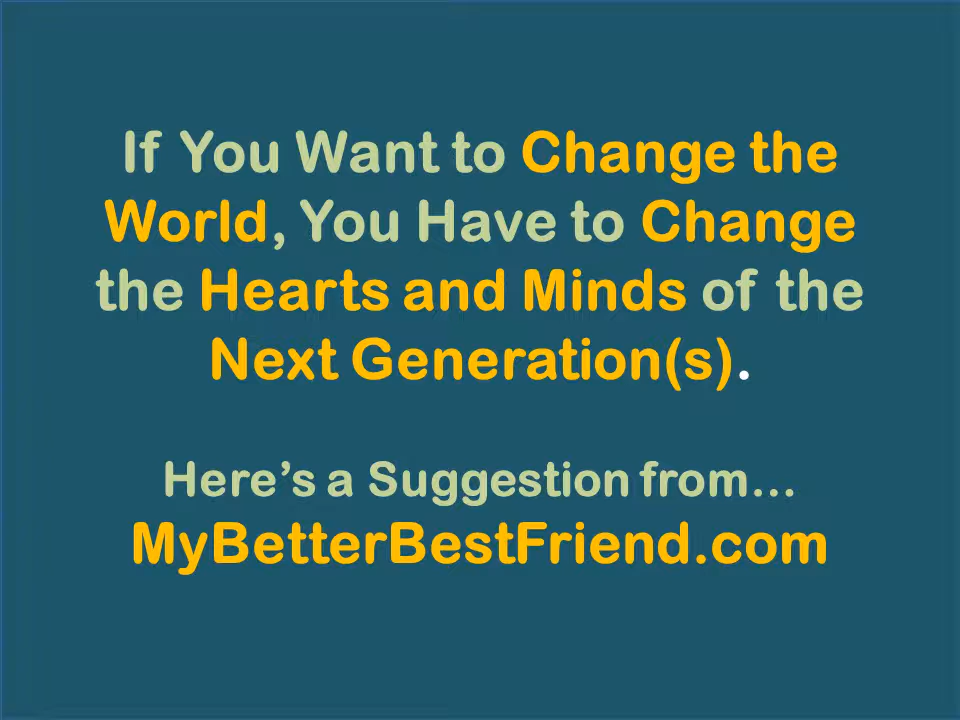 If You Want to Change the
World, You Have to Change
the Hearts and Minds of the
Next Generation(s).
Here’s a Suggestion from…
MyBetterBestFriend.com